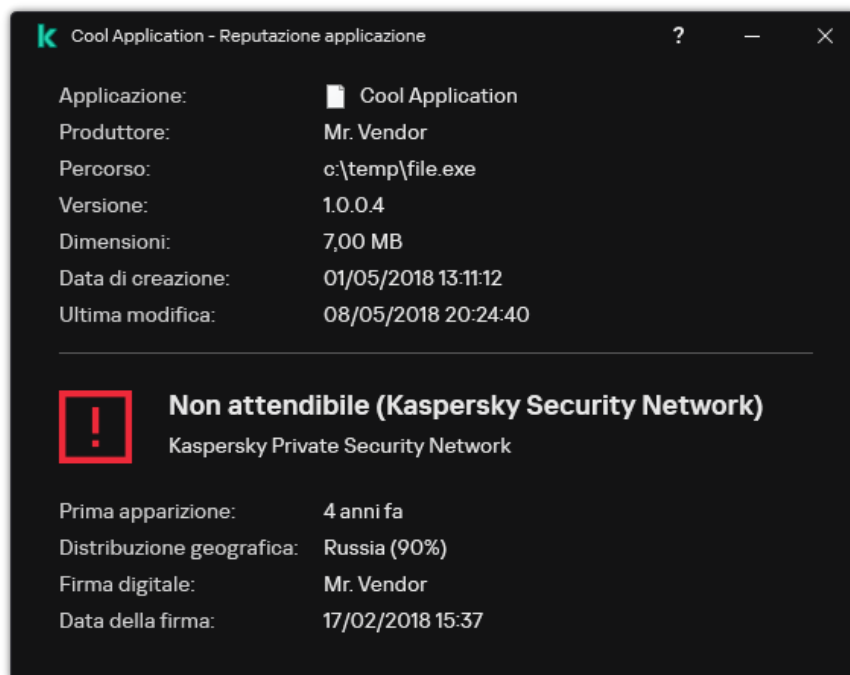 Cool Application - Reputazione applicazione ?
Applicazione: Cool Application
Produttore: Mr. Vendor
Percorso: c:\temp\file.exe
Versione: 1.0.0.4
Dimensioni: 7,00 MB
Data di creazione: 01/05/2018 13:11:12
Ultima modifica: 08/05/2018 20:24:40
! Non attendibile (Kaspersky Security Network)
Kaspersky Private Security Network
Prima apparizione: 4 anni fa
Distribuzione geografica: Russia (90%)
Firma digitale: Mr. Vendor
Data della firma: 17/02/2018 15:37